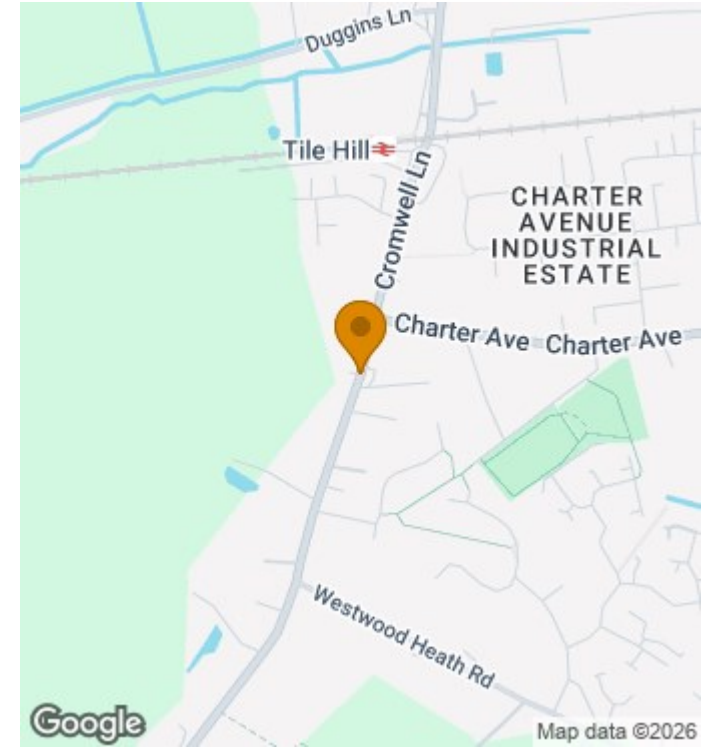 Duggins Ln
Tile Hill
Cromwell Ln
CHARTER
AVENUE
INDUSTRIAL
ESTATE
Charter Ave
Charter Ave
Westwood Heath Rd
Google
Map data ©2026